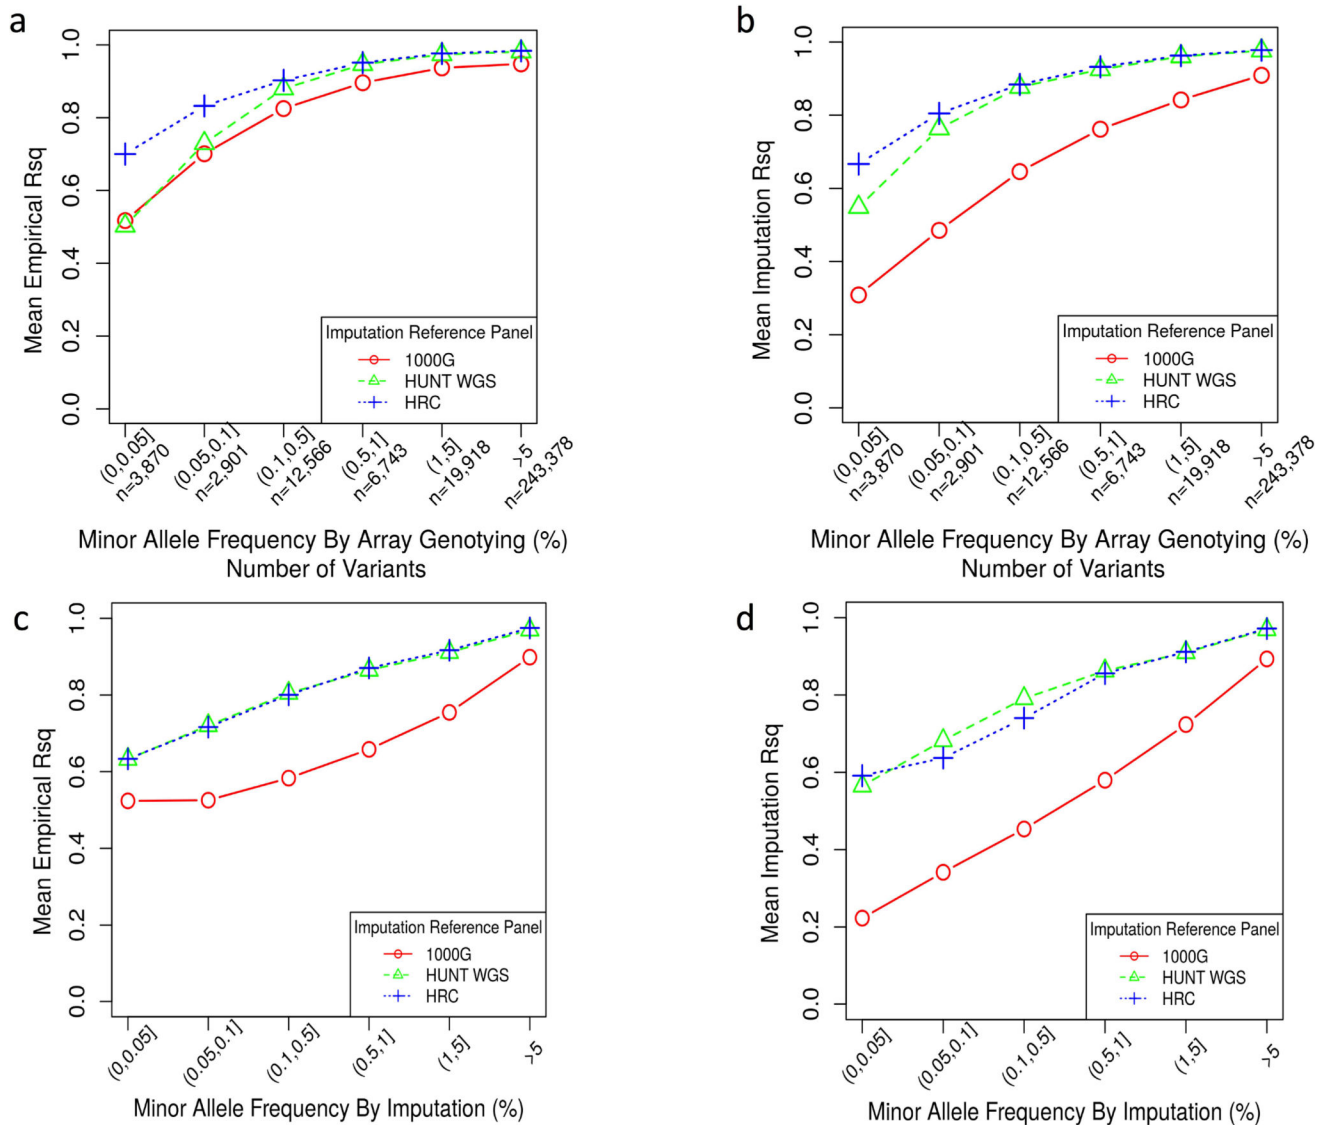 a
1.0
0.8
0.6
0.4
0.2
0.0
Mean Empirical Rsq
Imputation Reference Panel
1000G
HUNT WGS
HRC
(0,0.05]
n=3,870
(0.05,0.1]
n=2,901
(0.1,0.5]
n=12,566
(0.5,1]
n=6,743
(1,5]
n=19,918
>5
n=243,378
Minor Allele Frequency By Array Genotying (%)
Number of Variants
b
1.0
0.8
0.6
0.4
0.2
0.0
Mean Imputation Rsq
Imputation Reference Panel
1000G
HUNT WGS
HRC
(0,0.05]
n=3,870
(0.05,0.1]
n=2,901
(0.1,0.5]
n=12,566
(0.5,1]
n=6,743
(1,5]
n=19,918
>5
n=243,378
Minor Allele Frequency By Array Genotying (%)
Number of Variants
c
1.0
0.8
0.6
0.4
0.2
0.0
Mean Empirical Rsq
Imputation Reference Panel
1000G
HUNT WGS
HRC
(0,0.05]
(0.05,0.1]
(0.1,0.5]
(0.5,1]
(1,5]
>5
Minor Allele Frequency By Imputation (%)
d
1.0
0.8
0.6
0.4
0.2
0.0
Mean Imputation Rsq
Imputation Reference Panel
1000G
HUNT WGS
HRC
(0,0.05]
(0.05,0.1]
(0.1,0.5]
(0.5,1]
(1,5]
>5
Minor Allele Frequency By Imputation (%)